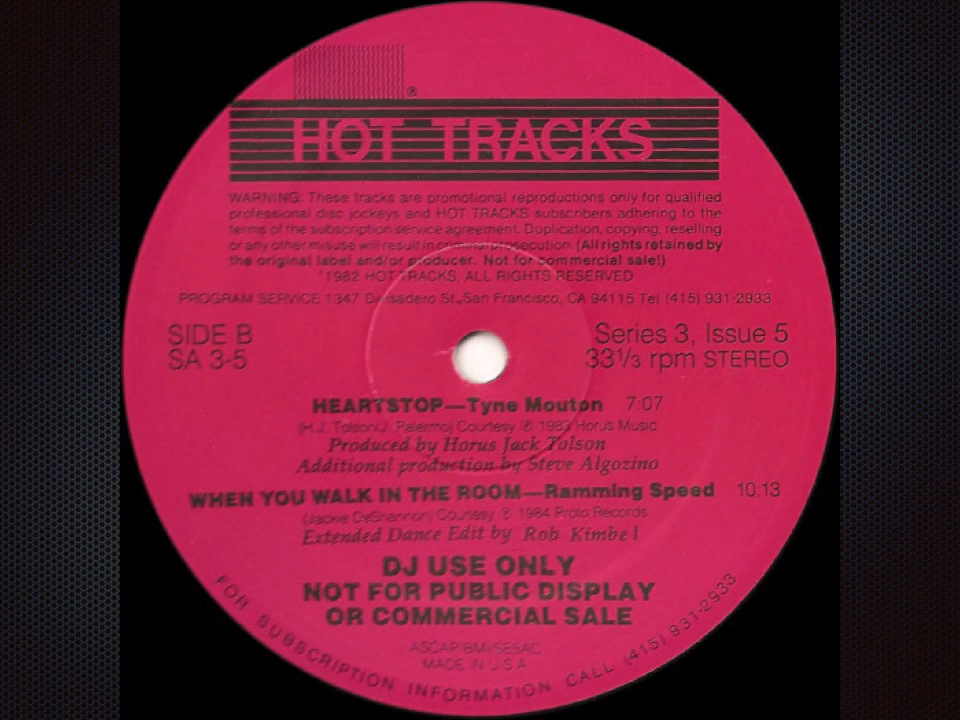 ®
HOT TRACKS
WARNING: These tracks are promotional reproductions only for qualified
professional disc jockeys and HOT TRACKS subscribers adhering to the
terms of the subscription service agreement. Duplication, copying, reselling
or any other misuse will result in criminal prosecution. (All rights retained by
the original label and/or producer. Not for commercial sale!)
1982 HOT TRACKS, ALL RIGHTS RESERVED
PROGRAM SERVICE 1347 Divisadero St., San Francisco, CA 94115 Tel (415) 931-2933
SIDE B
SA 3-5
Series 3, Issue 5
33 1/3 rpm STEREO
HEARTSTOP—Tyne Mouton 7:07
(H.J. Tolson/J. Palermo) Courtesy ℗ 1983 Horus Music
Produced by Horus Jack Tolson
Additional production by Steve Algozino
WHEN YOU WALK IN THE ROOM—Ramming Speed 10:13
(Jackie DeShannon) Courtesy ℗ 1984 Proto Records
Extended Dance Edit by Rob Kimbel
DJ USE ONLY
NOT FOR PUBLIC DISPLAY
OR COMMERCIAL SALE
ASCAP/BMI/SESAC
MADE IN U.S.A.
FOR SUBSCRIPTION INFORMATION CALL (415) 931-2933